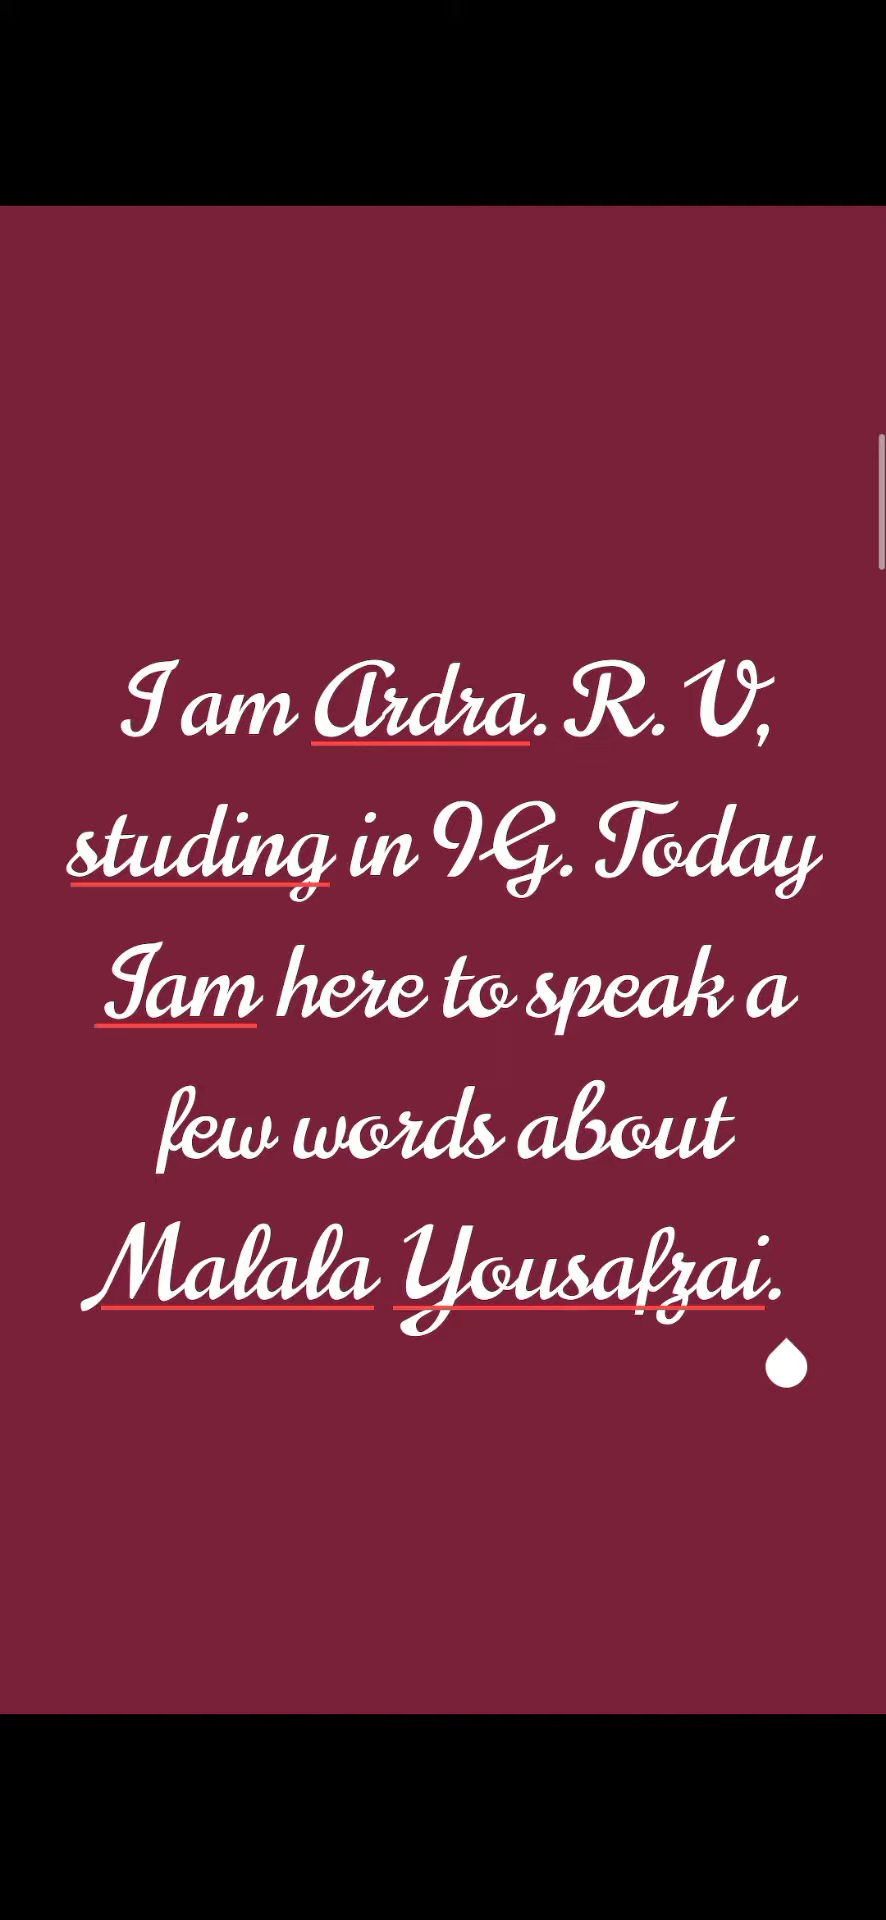 I am Ardra. R. V,
studing in 9G. Today
Iam here to speak a
few words about
Malala Yousafzai.